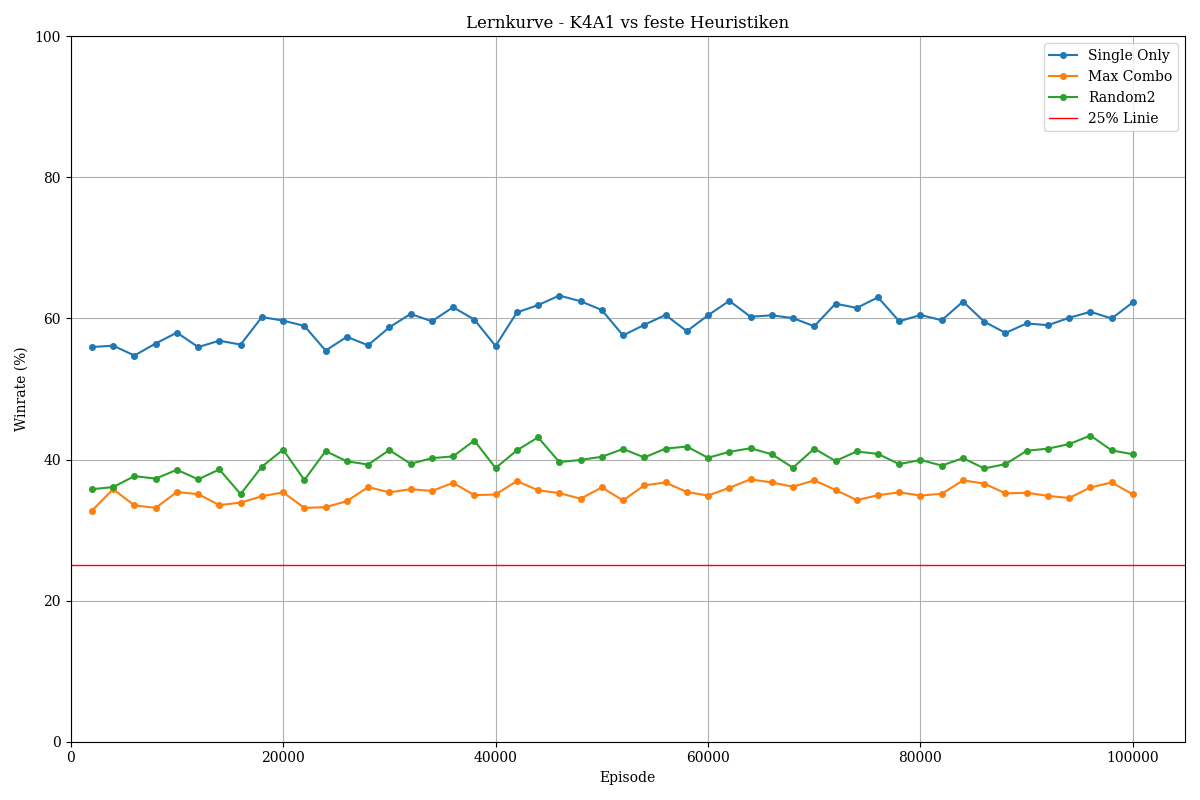 Lernkurve - K4A1 vs feste Heuristiken
100
80
60
40
20
0
Winrate (%)
Single Only
Max Combo
Random2
25% Linie
0
20000
40000
60000
80000
100000
Episode